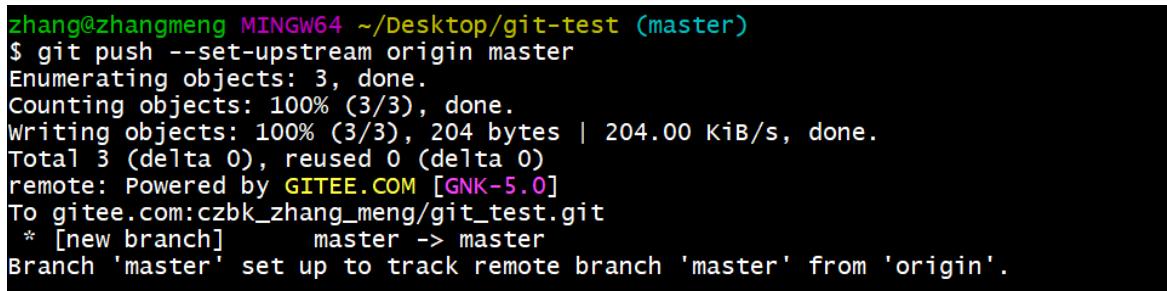 zhang@zhangmeng MINGW64 ~/Desktop/git-test (master)
$ git push --set-upstream origin master
Enumerating objects: 3, done.
Counting objects: 100% (3/3), done.
Writing objects: 100% (3/3), 204 bytes | 204.00 KiB/s, done.
Total 3 (delta 0), reused 0 (delta 0)
remote: Powered by GITEE.COM [GNK-5.0]
To gitee.com:czbk_zhang_meng/git_test.git
 * [new branch]      master -> master
Branch 'master' set up to track remote branch 'master' from 'origin'.